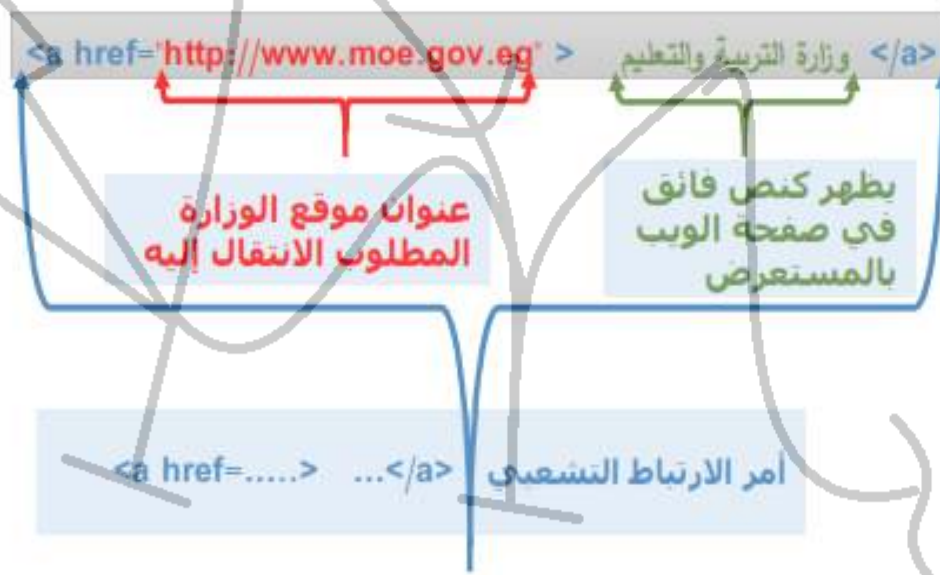 <a href="http://www.moe.gov.eg" > وزارة التربية والتعليم </a>
عنوان موقع الوزارة
المطلوب الانتقال إليه
يظهر كنص فائق
في صفحة الويب
بالمستعرض
<a href=.....> ...</a> أمر الارتباط التشعبي